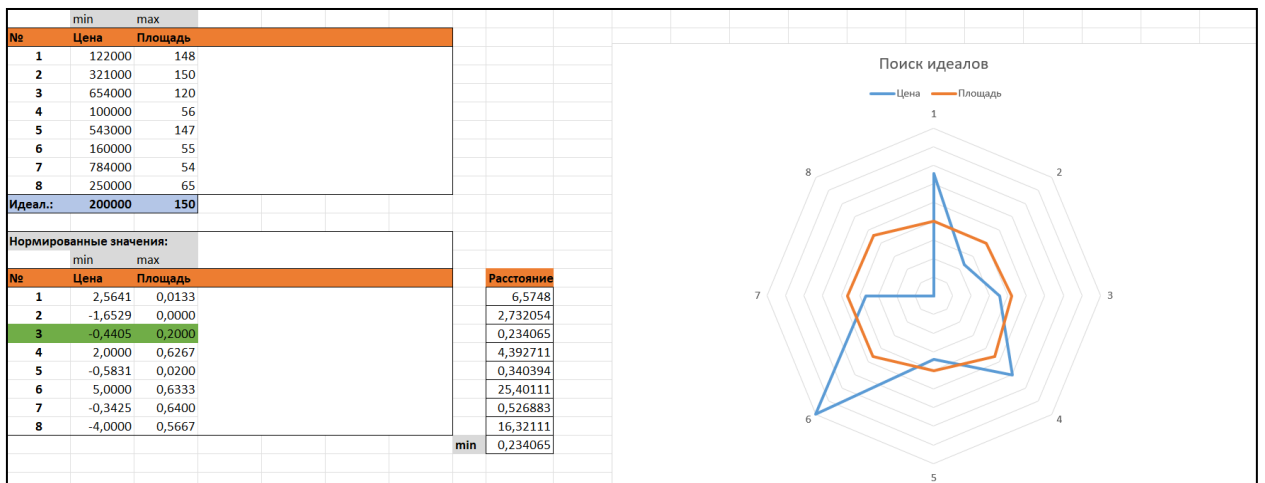 min max
№ Цена Площадь
1 122000 148
2 321000 150
3 654000 120
4 100000 56
5 543000 147
6 160000 55
7 784000 54
8 250000 65
Идеал.: 200000 150
Нормированные значения:
min max
№ Цена Площадь Расстояние
1 2,5641 0,0133 6,5748
2 -1,6529 0,0000 2,732054
3 -0,4405 0,2000 0,234065
4 2,0000 0,6267 4,392711
5 -0,5831 0,0200 0,340394
6 5,0000 0,6333 25,40111
7 -0,3425 0,6400 0,526883
8 -4,0000 0,5667 16,32111
min 0,234065
Поиск идеалов
Цена Площадь
1
8 2
7 3
6 4
5